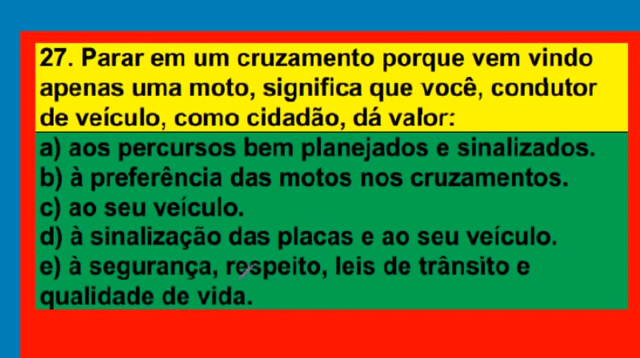 27. Parar em um cruzamento porque vem vindo
apenas uma moto, significa que você, condutor
de veículo, como cidadão, dá valor:
a) aos percursos bem planejados e sinalizados.
b) à preferência das motos nos cruzamentos.
c) ao seu veículo.
d) à sinalização das placas e ao seu veículo.
e) à segurança, respeito, leis de trânsito e
qualidade de vida.